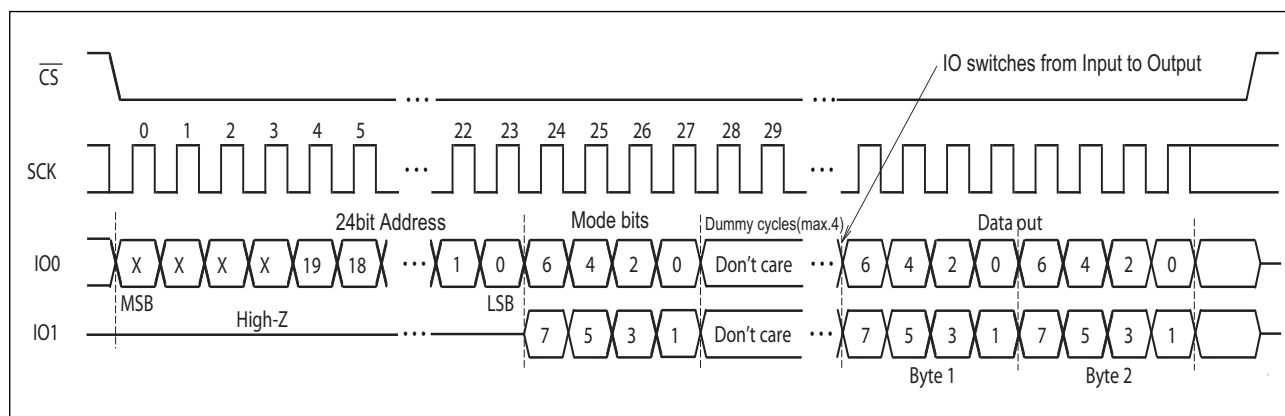 IO switches from Input to Output
CS
...
...
0 1 2 3 4 5 22 23 24 25 26 27 28 29
SCK
...
...
24bit Address Mode bits Dummy cycles(max.4) Data put
IO0 X X X X 19 18 ... 1 0 6 4 2 0 Don't care ... 6 4 2 0 6 4 2 0
MSB LSB
High-Z
IO1 ... 7 5 3 1 Don't care ... 7 5 3 1 7 5 3 1
Byte 1 Byte 2